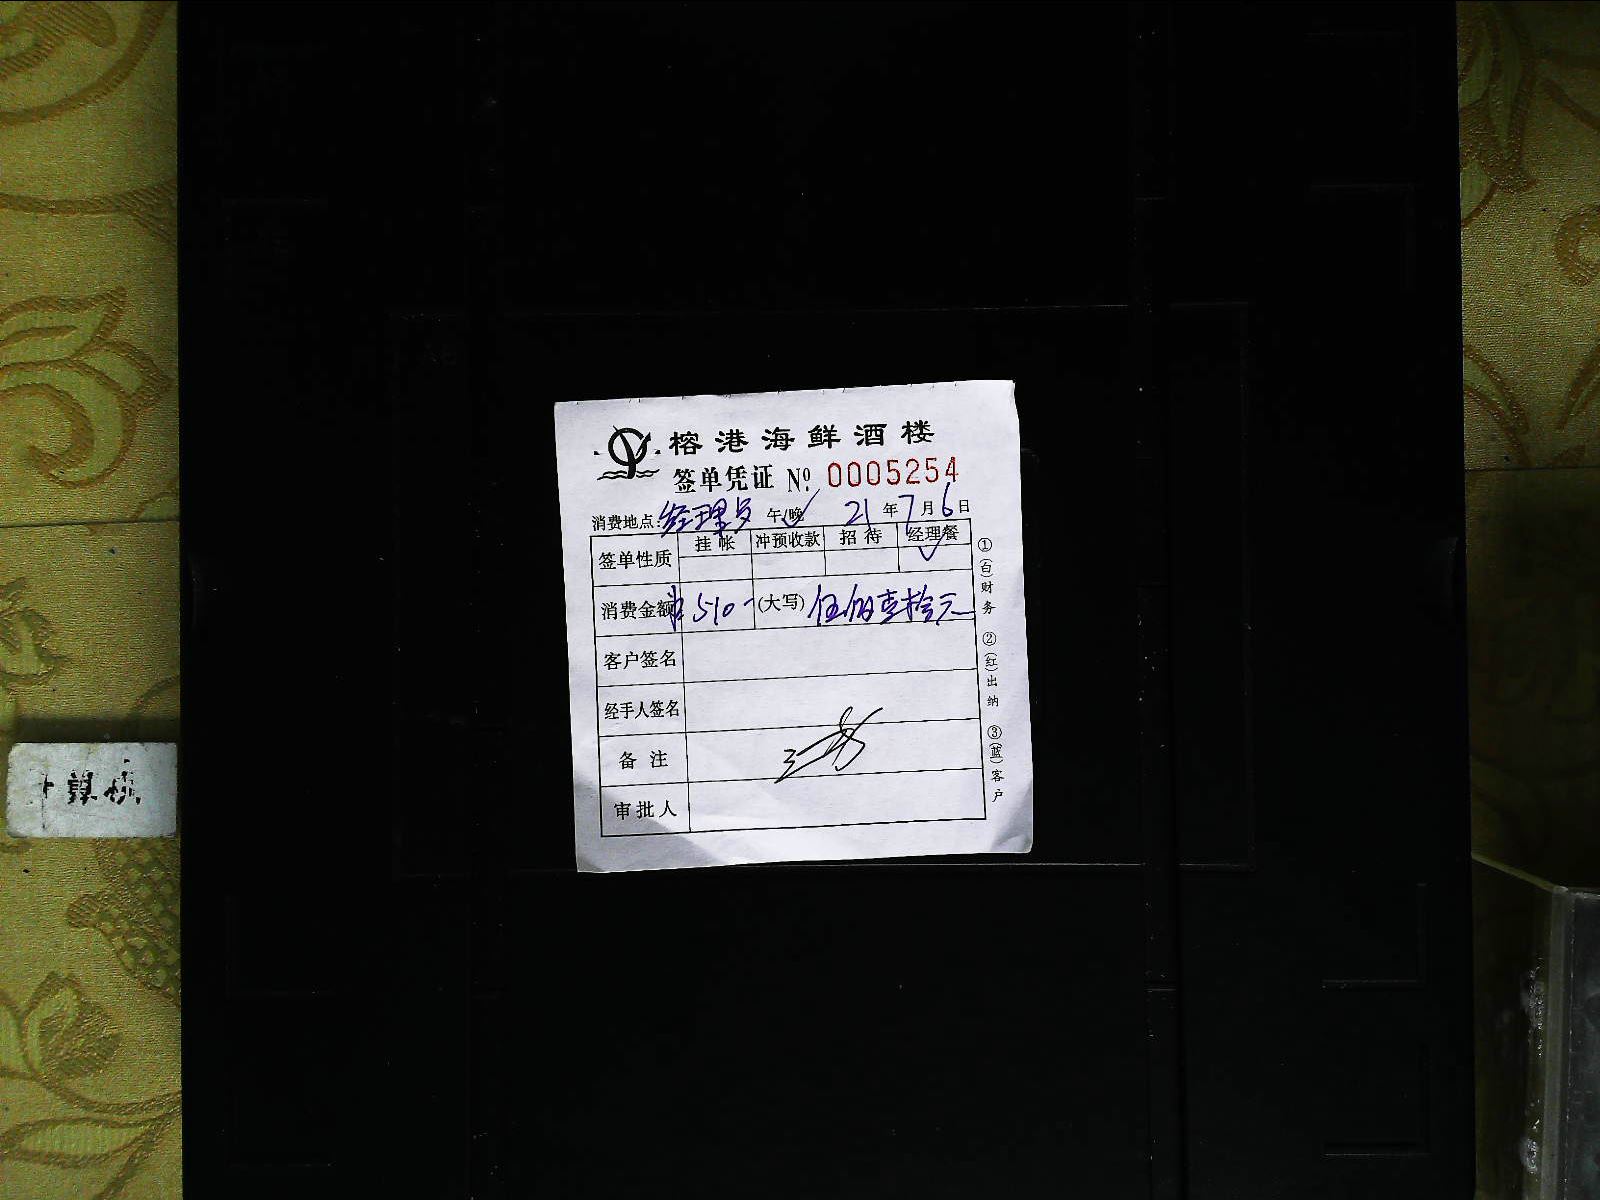 榕港海鲜酒楼
签单凭证 № 0005254
消费地点: 经理 午/晚 21年7月6日
签单性质 挂帐 冲预收款 招待 经理餐
消费金额 ¥510- (大写) 伍佰壹拾元
客户签名
经手人签名
备注
审批人
①(白)财务 ②(红)出纳 ③(蓝)客户